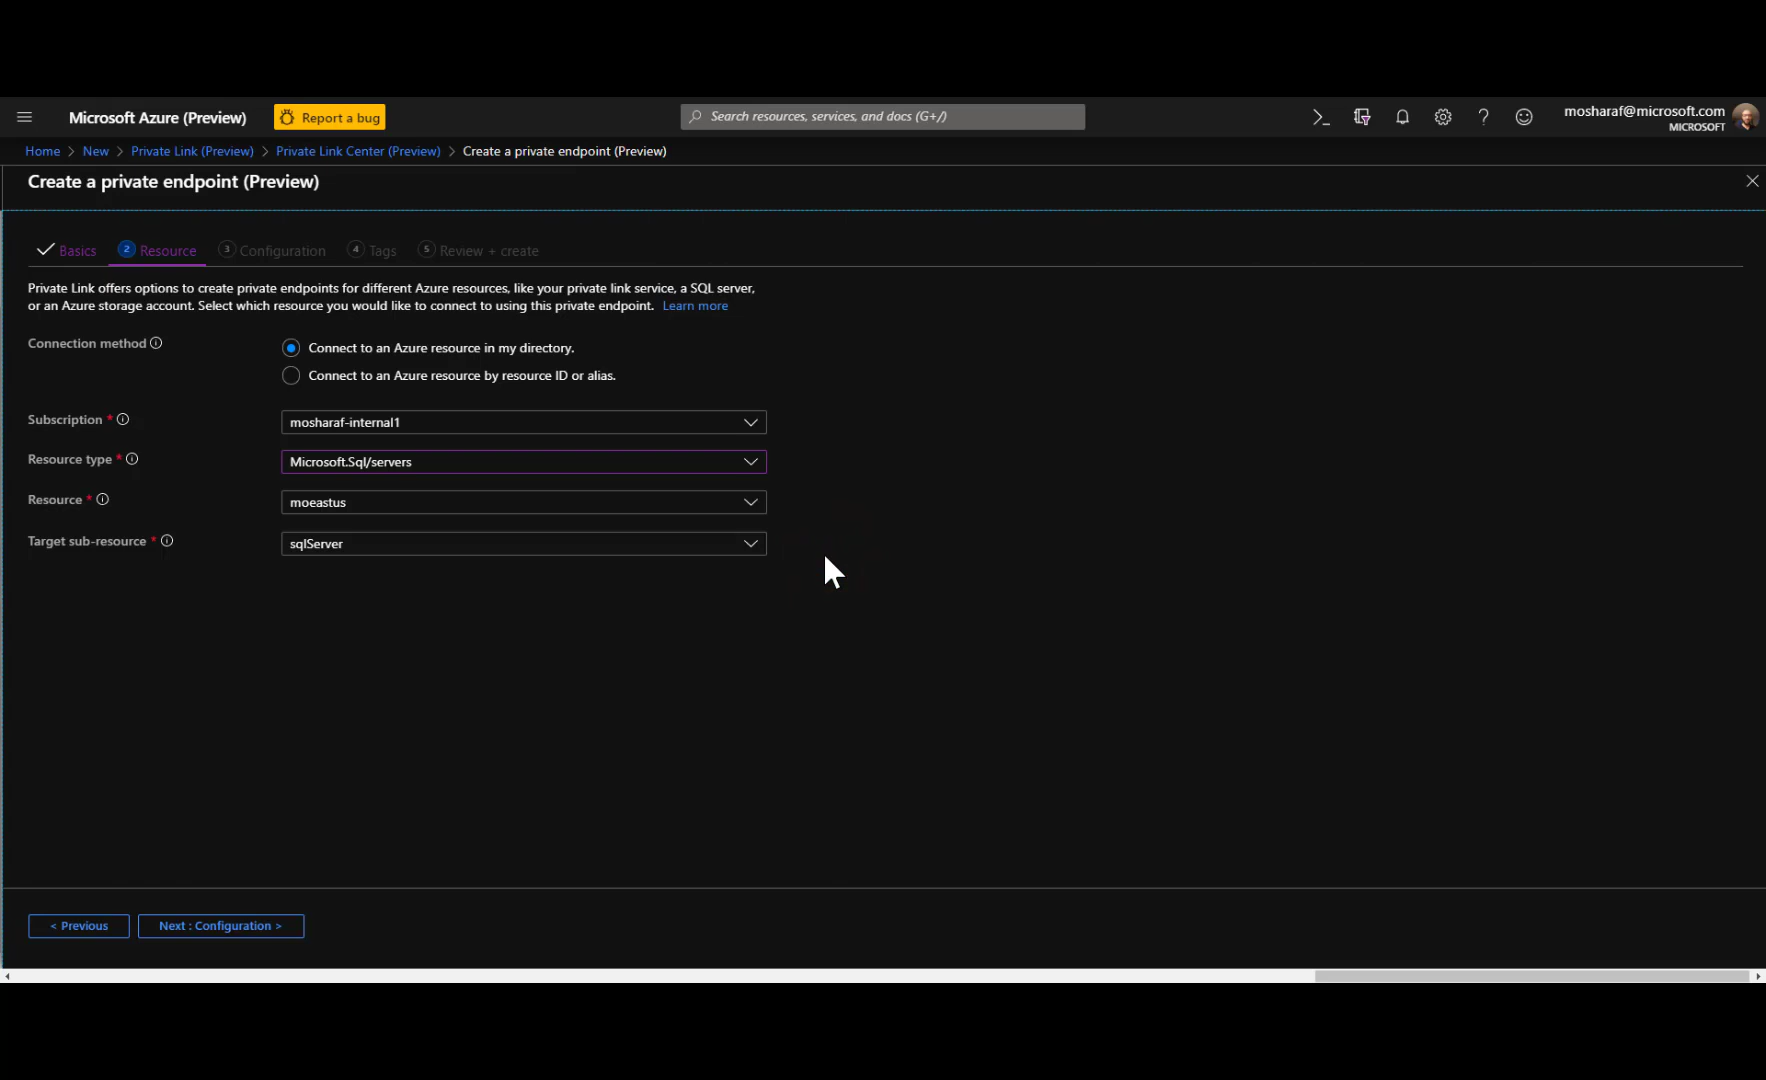 Microsoft Azure (Preview)
Report a bug
Search resources, services, and docs (G+/)
mosharaf@microsoft.com
MICROSOFT
Home > New > Private Link (Preview) > Private Link Center (Preview) > Create a private endpoint (Preview)
Create a private endpoint (Preview)
Basics 2 Resource 3 Configuration 4 Tags 5 Review + create
Private Link offers options to create private endpoints for different Azure resources, like your private link service, a SQL server,
or an Azure storage account. Select which resource you would like to connect to using this private endpoint. Learn more
Connection method
Connect to an Azure resource in my directory.
Connect to an Azure resource by resource ID or alias.
Subscription * mosharaf-internal1
Resource type * Microsoft.Sql/servers
Resource * moeastus
Target sub-resource * sqlServer
< Previous
Next : Configuration >